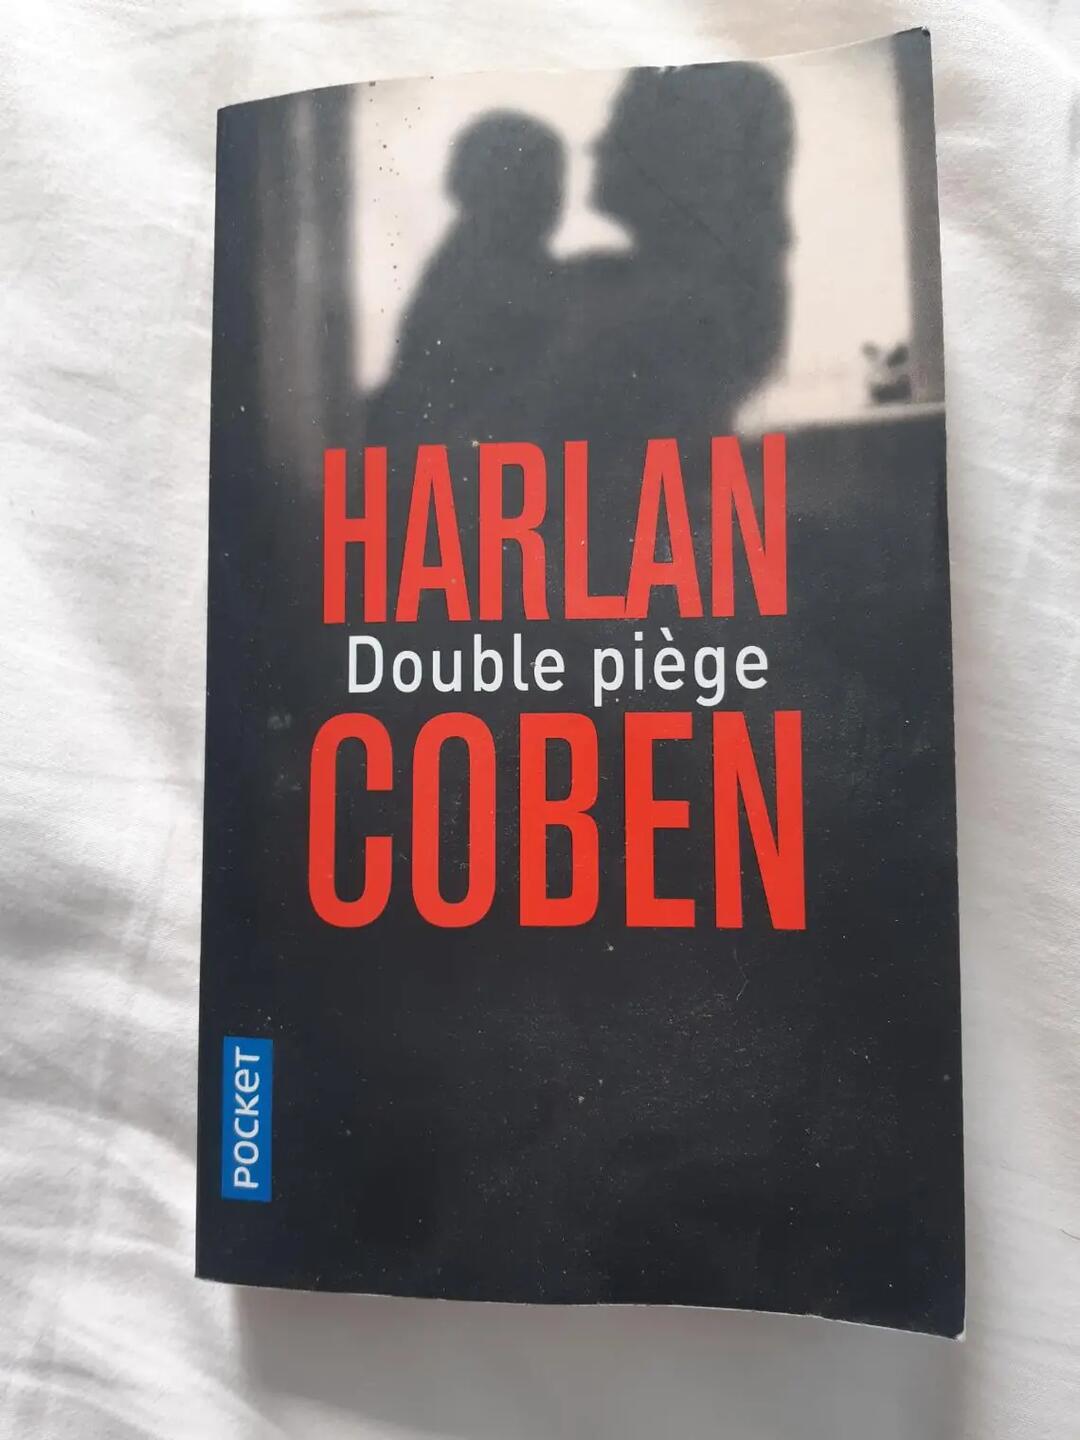 HARLAN
Double piège
COBEN
POCKET